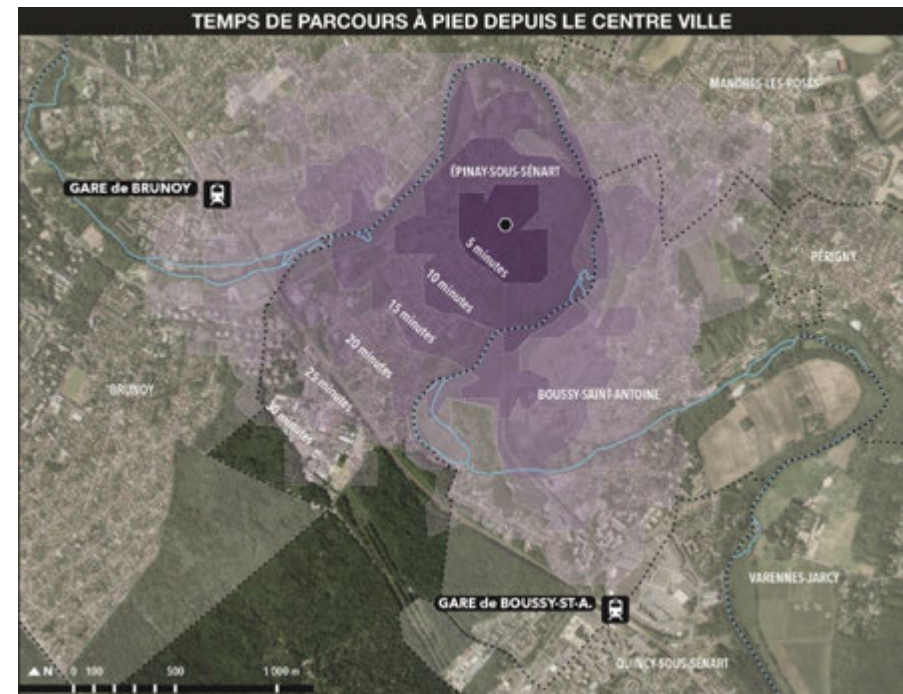 TEMPS DE PARCOURS À PIED DEPUIS LE CENTRE VILLE
MANDRES-LES-ROSES
ÉPINAY-SOUS-SÉNART
GARE de BRUNOY
5 minutes
PÉRIGNY
10 minutes
15 minutes
20 minutes
25 minutes
BRUNOY
30 minutes
BOUSSY-SAINT-ANTOINE
VARENNES-JARCY
GARE de BOUSSY-ST-A.
QUINCY-SOUS-SÉNART
N 0 100 500 1 000 m